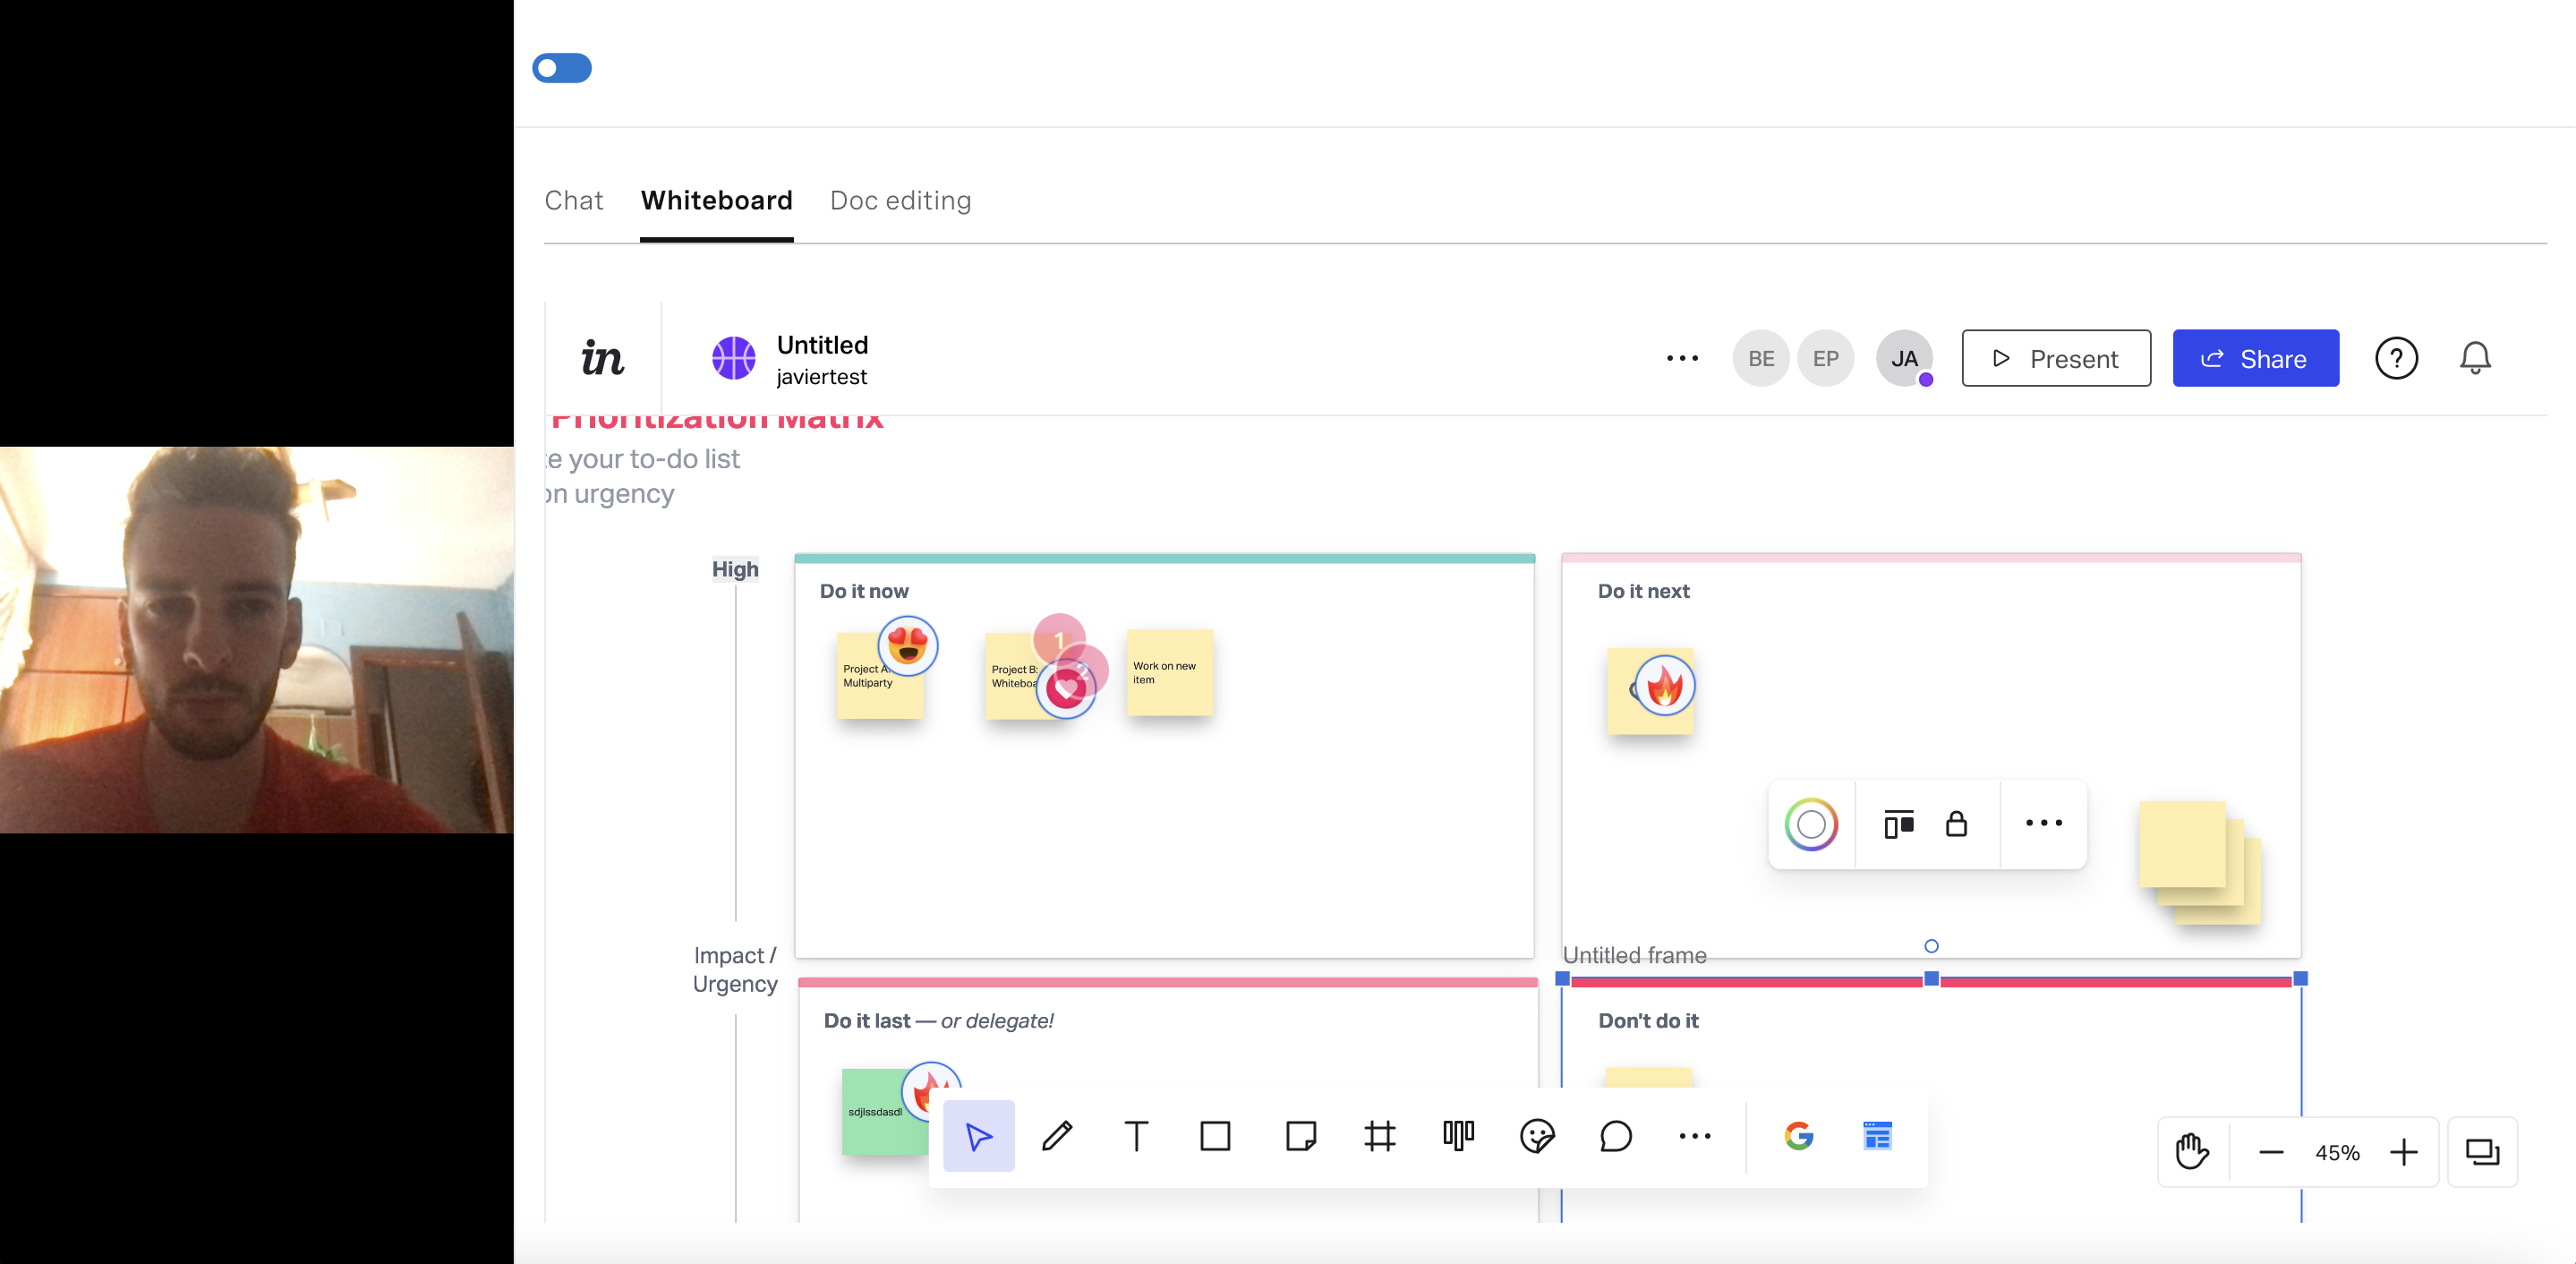 Chat Whiteboard Doc editing
in
Untitled
javiertest
BE EP JA Present Share ?
Prioritization Matrix
e your to-do list
on urgency
High
Do it now
Project A:
Multiparty
1
Project B:
Whiteboa
2
Work on new
item
Do it next
Impact /
Urgency
Untitled frame
Do it last — or delegate!
sdjlssdasdl
Don't do it
T
G
45%